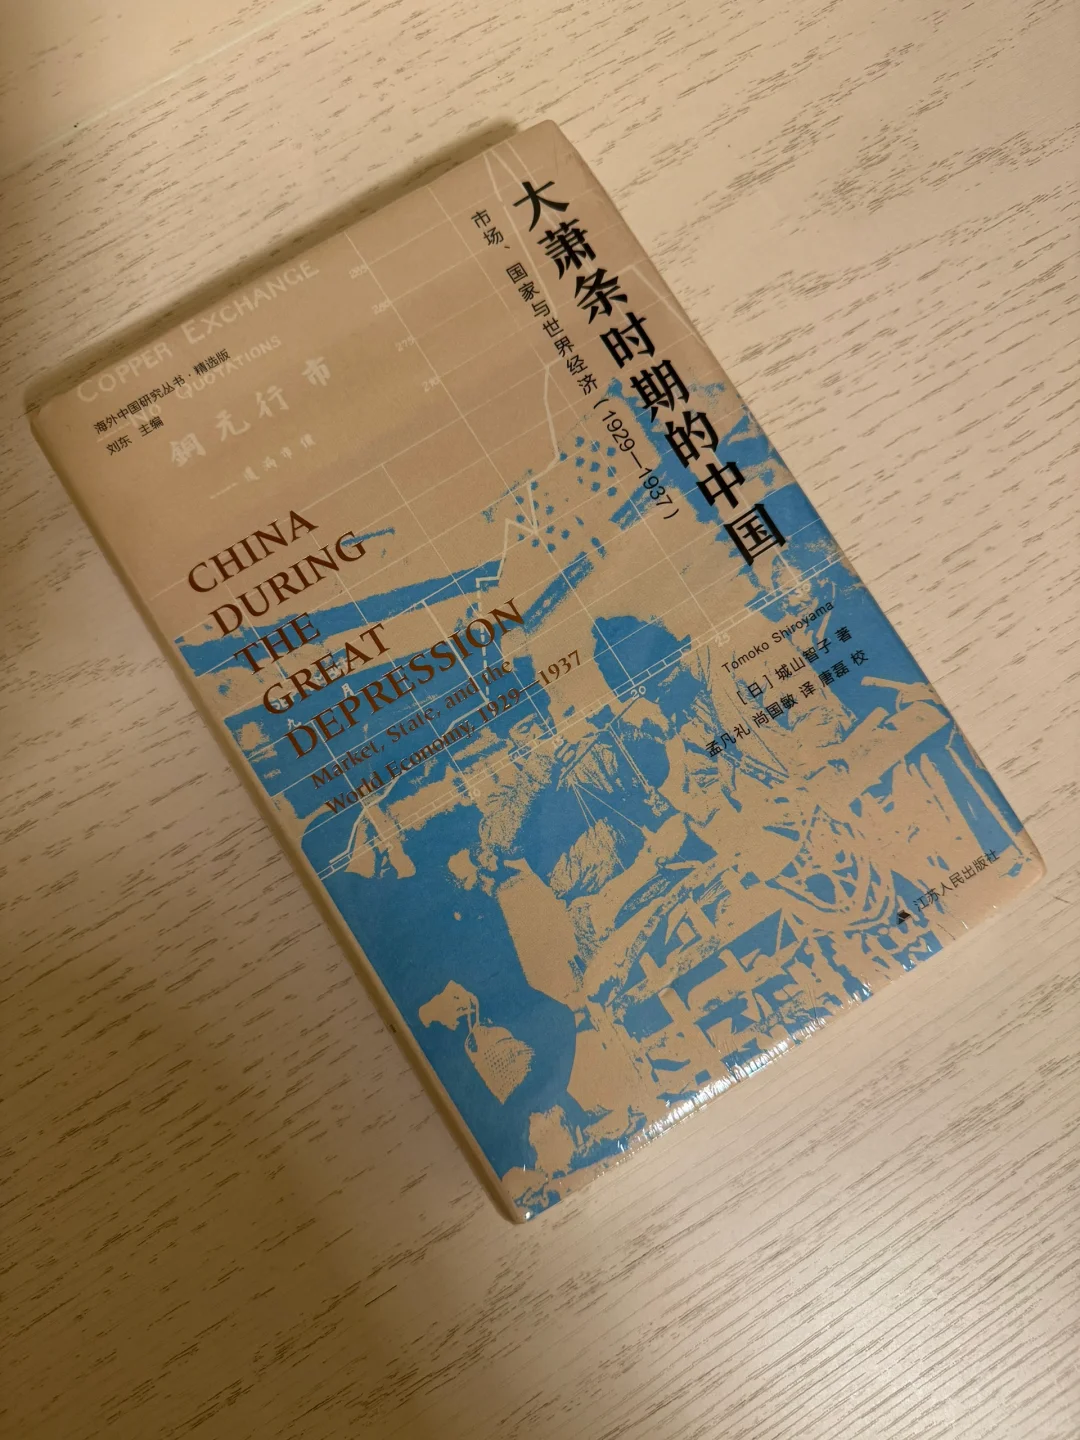 大萧条时期的中国
市场、国家与世界经济(1929—1937)
COPPER EXCHANGE
No QUOTATIONS
銅元行市
海外中国研究丛书·精选版
刘东 主编
CHINA
DURING
THE
GREAT
DEPRESSION
Market, State, and the
World Economy, 1929—1937
Tomoko Shiroyama
[日]城山智子 著
孟凡礼 尚国敏 译 唐磊 校
江苏人民出版社
275
20
25